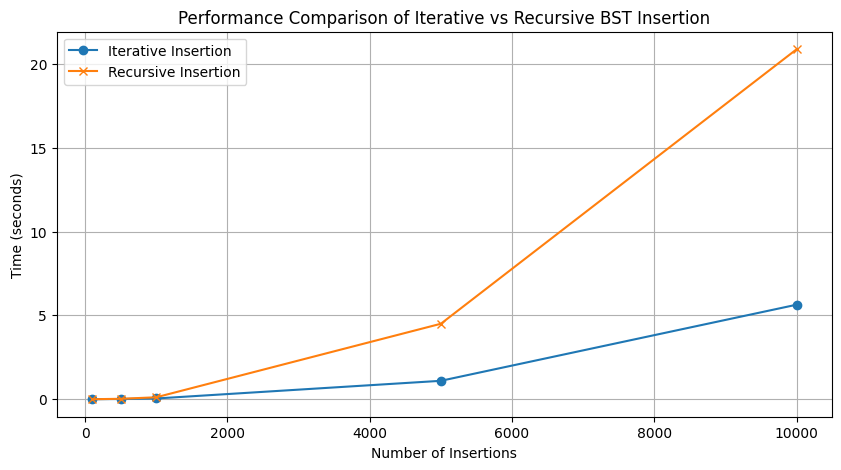 Performance Comparison of Iterative vs Recursive BST Insertion
Iterative Insertion
Recursive Insertion
Time (seconds)
20
15
10
5
0
0 2000 4000 6000 8000 10000
Number of Insertions